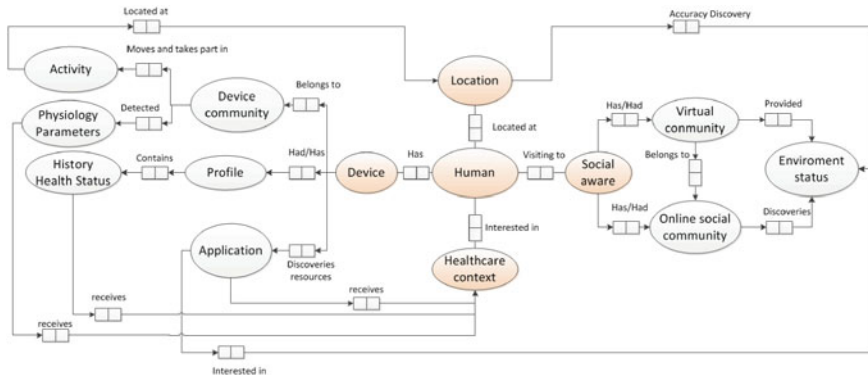 Located at
Accuracy Discovery
Moves and takes part in
Activity
Location
Belongs to
Physiology
Parameters
Detected
Device
community
Located at
Has/Had
Virtual
conmunity
Provided
History
Health Status
Contains
Profile
Had/Has
Device
Has
Human
Visiting to
Social
aware
Belongs to
Enviroment
status
Has/Had
Online social
community
Discoveries
Application
Discoveries
resources
Interested in
Healthcare
context
receives
receives
receives
Interested in